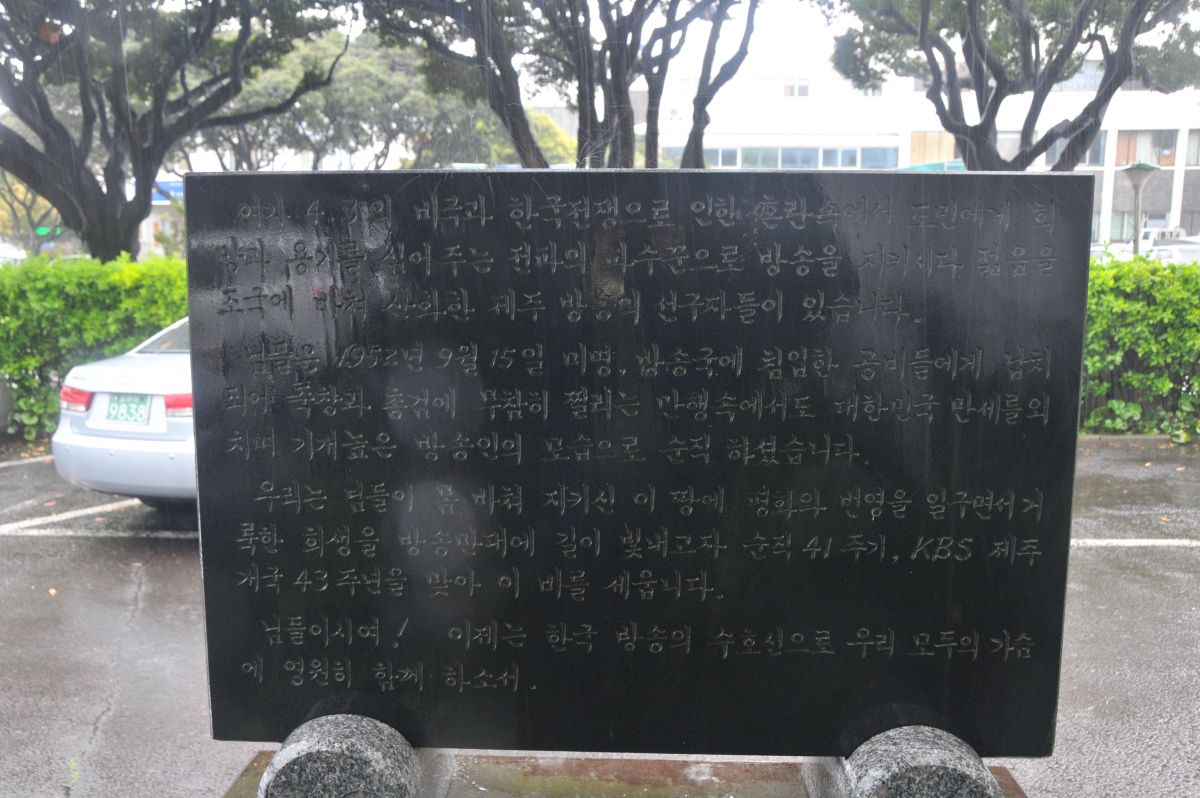 여기 4. 3의 비극과 한국전쟁으로 인한 혼란속에서 도민에게 희
망과 용기를 심어주는 전파의 파수꾼으로 방송을 지키시다 젊음을
조국에 바쳐 산화한 제주 방송의 선구자들이 있습니다.
님들은 1952년 9월 15일 미명, 방송국에 침입한 공비들에게 납치
되어 폭창과 총검에 무참히 찔리는 만행속에서도 대한민국 만세를 외
치며 기개높은 방송인의 모습으로 순직 하셨습니다.
우리는 님들이 몸 바쳐 지키신 이 땅에 평화와 번영을 일구면서 거
룩한 희생을 방송만대에 길이 빛내고자 순직 41주기, KBS 제주
개국 43주년을 맞아 이 비를 세웁니다.
님들이시여! 이제는 한국 방송의 수호신으로 우리 모두의 가슴
에 영원히 함께 하소서.
9838